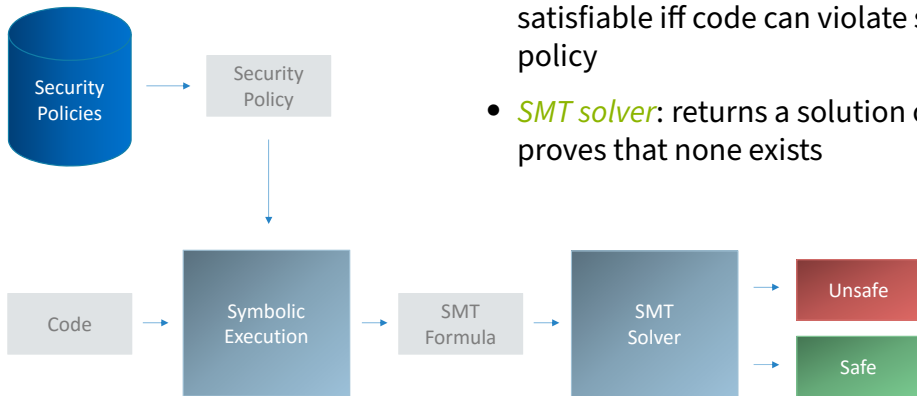 satisfiable iff code can violate
policy
• SMT solver: returns a solution
proves that none exists
Security
Policies
Security
Policy
Code
Symbolic
Execution
SMT
Formula
SMT
Solver
Unsafe
Safe